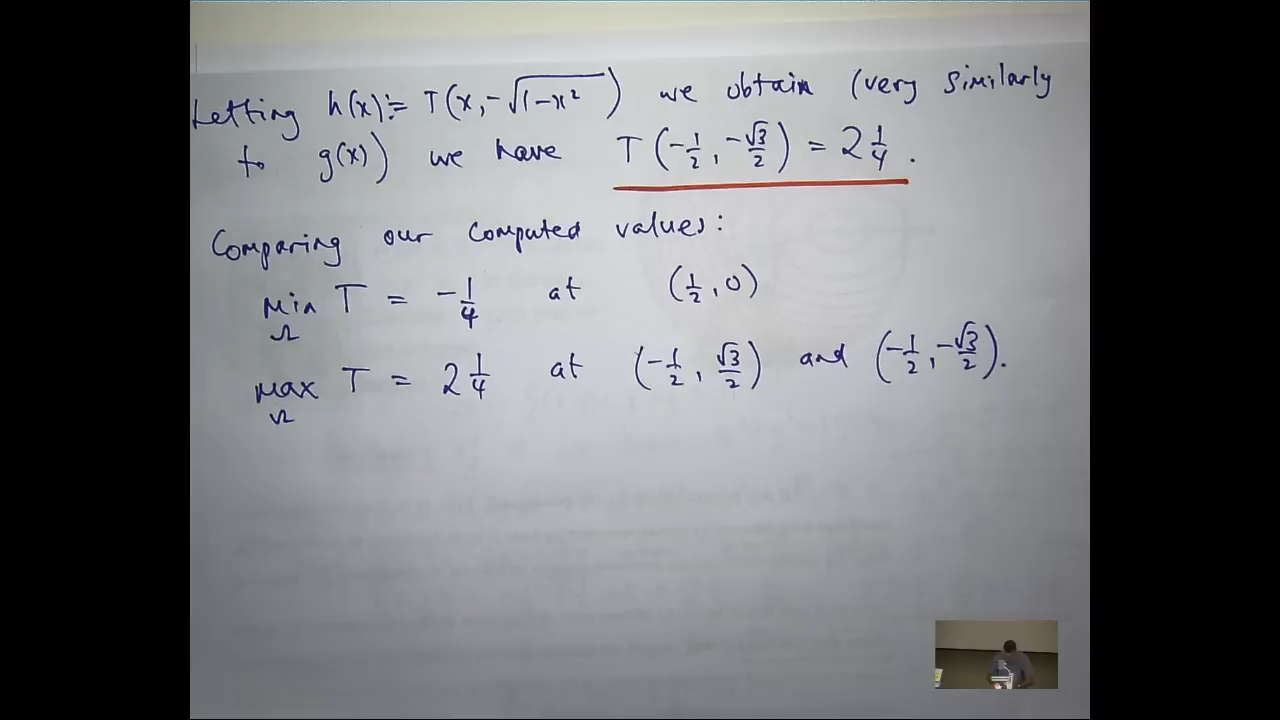 Letting h(x) := T(x, -√(1-x²)) we obtain (very similarly
to g(x)) we have T(-1/2, -√3/2) = 2 1/4.
Comparing our computed values:
min T = -1/4 at (1/2, 0)
Ω
max T = 2 1/4 at (-1/2, √3/2) and (-1/2, -√3/2).
Ω